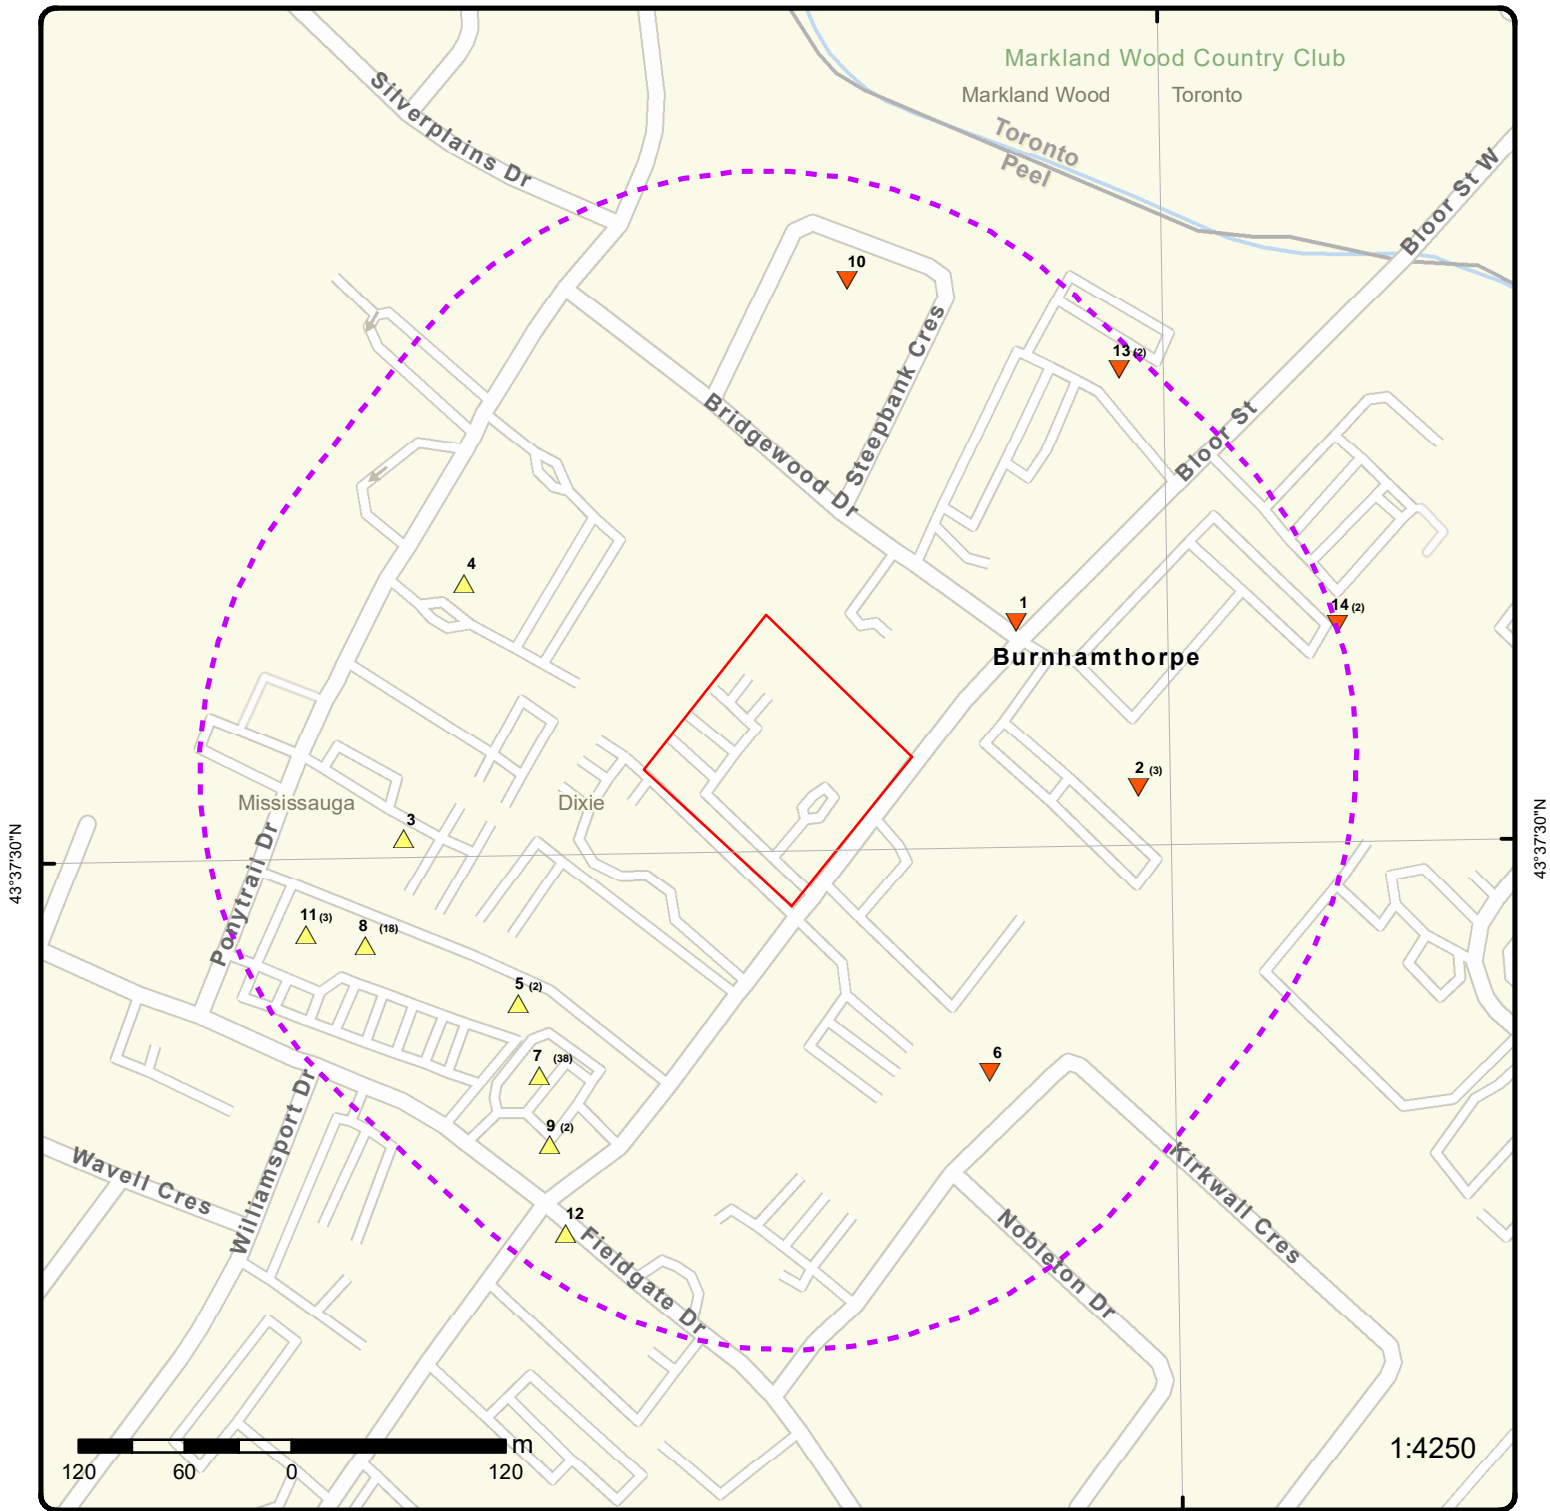 Markland Wood Country Club
Markland Wood Toronto
Toronto
Peel
Silverplains Dr
Bloor St W
10
Steepbank Cres
13 (2)
Bridgewood Dr
Bloor St
4
1
14 (2)
Burnhamthorpe
2 (3)
Mississauga
Dixie
3
43°37'30"N
43°37'30"N
Ponytrail Dr
11 (3)
8 (18)
5 (2)
7 (38)
6
9 (2)
Williamsport Dr
Wavell Cres
12
Fieldgate Dr
Nobleton Dr
Kirkwall Cres
m
120 60 0 120
1:4250